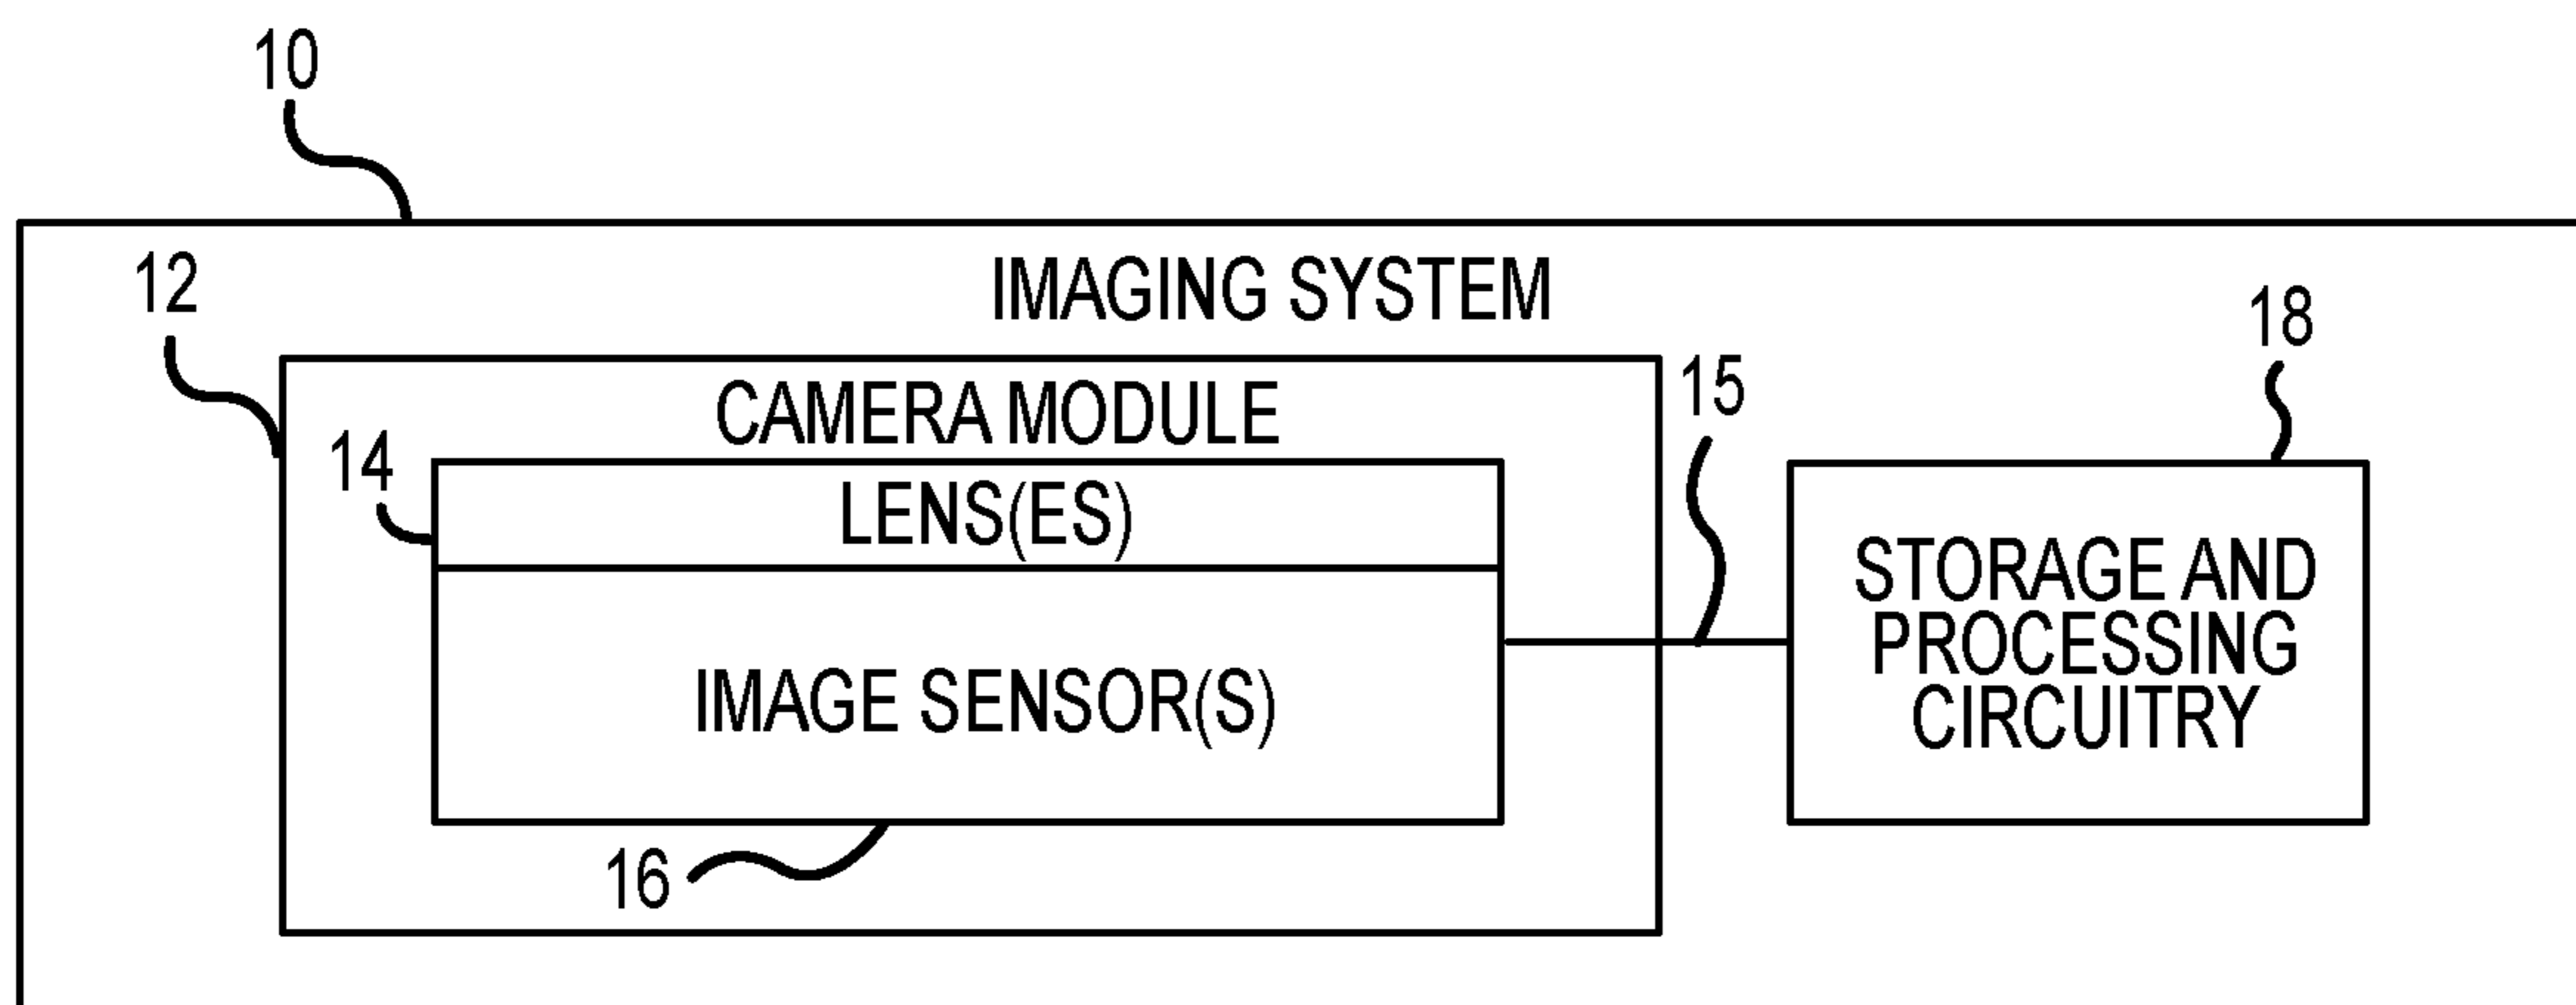 10
12
IMAGING SYSTEM
18
CAMERA MODULE
15
14
LENS(ES)
STORAGE AND
PROCESSING
CIRCUITRY
IMAGE SENSOR(S)
16